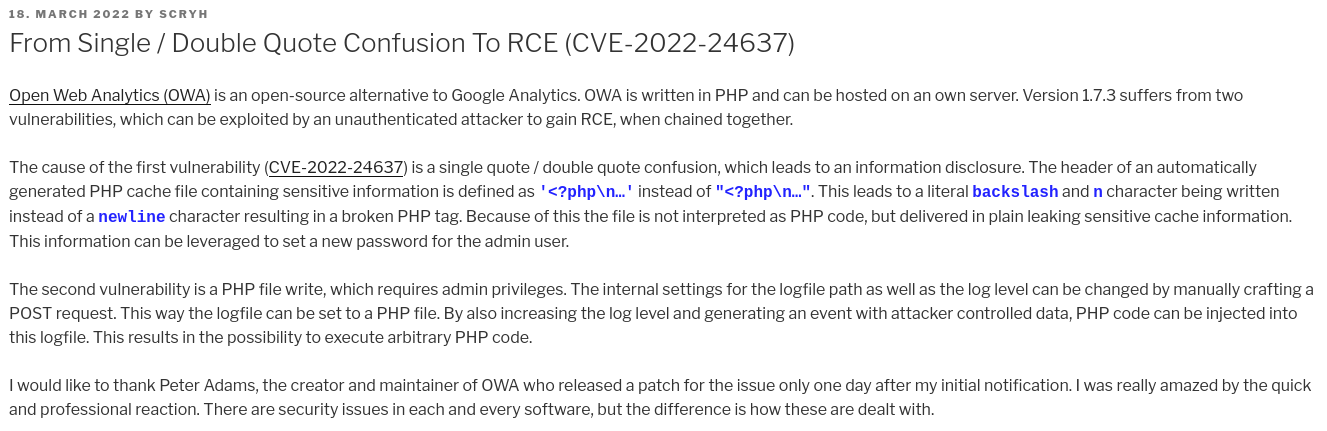 18. MARCH 2022 BY SCRYH
From Single / Double Quote Confusion To RCE (CVE-2022-24637)
Open Web Analytics (OWA) is an open-source alternative to Google Analytics. OWA is written in PHP and can be hosted on an own server. Version 1.7.3 suffers from two
vulnerabilities, which can be exploited by an unauthenticated attacker to gain RCE, when chained together.
The cause of the first vulnerability (CVE-2022-24637) is a single quote / double quote confusion, which leads to an information disclosure. The header of an automatically
generated PHP cache file containing sensitive information is defined as '<?php\n…' instead of "<?php\n…". This leads to a literal backslash and n character being written
instead of a newline character resulting in a broken PHP tag. Because of this the file is not interpreted as PHP code, but delivered in plain leaking sensitive cache information.
This information can be leveraged to set a new password for the admin user.
The second vulnerability is a PHP file write, which requires admin privileges. The internal settings for the logfile path as well as the log level can be changed by manually crafting a
POST request. This way the logfile can be set to a PHP file. By also increasing the log level and generating an event with attacker controlled data, PHP code can be injected into
this logfile. This results in the possibility to execute arbitrary PHP code.
I would like to thank Peter Adams, the creator and maintainer of OWA who released a patch for the issue only one day after my initial notification. I was really amazed by the quick
and professional reaction. There are security issues in each and every software, but the difference is how these are dealt with.